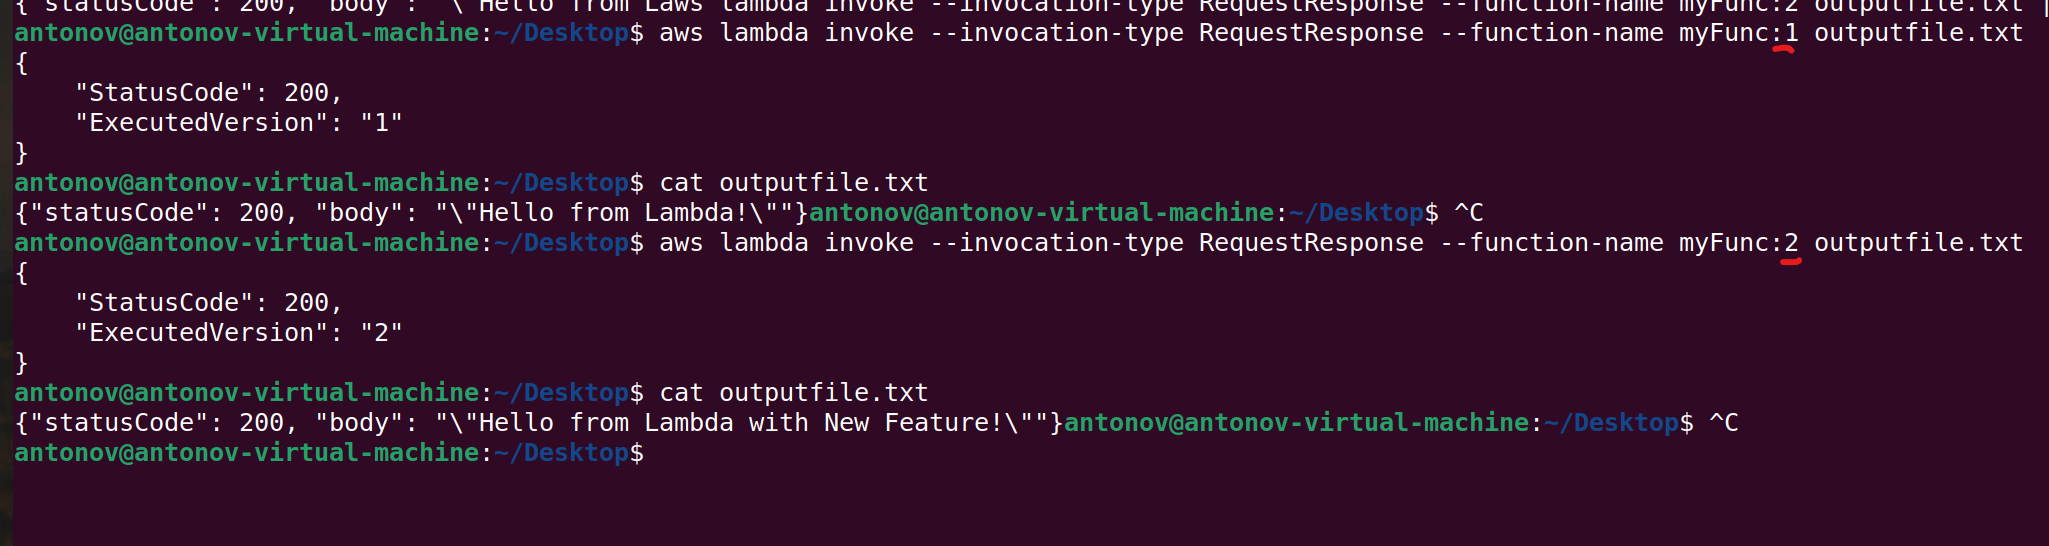 {"statusCode": 200, "body": "\"Hello from Laws lambda invoke --invocation-type RequestResponse --function-name myFunc:2 outputfile.txt
antonov@antonov-virtual-machine:~/Desktop$ aws lambda invoke --invocation-type RequestResponse --function-name myFunc:1 outputfile.txt
{
    "StatusCode": 200,
    "ExecutedVersion": "1"
}
antonov@antonov-virtual-machine:~/Desktop$ cat outputfile.txt
{"statusCode": 200, "body": "\"Hello from Lambda!\""}antonov@antonov-virtual-machine:~/Desktop$ ^C
antonov@antonov-virtual-machine:~/Desktop$ aws lambda invoke --invocation-type RequestResponse --function-name myFunc:2 outputfile.txt
{
    "StatusCode": 200,
    "ExecutedVersion": "2"
}
antonov@antonov-virtual-machine:~/Desktop$ cat outputfile.txt
{"statusCode": 200, "body": "\"Hello from Lambda with New Feature!\""}antonov@antonov-virtual-machine:~/Desktop$ ^C
antonov@antonov-virtual-machine:~/Desktop$